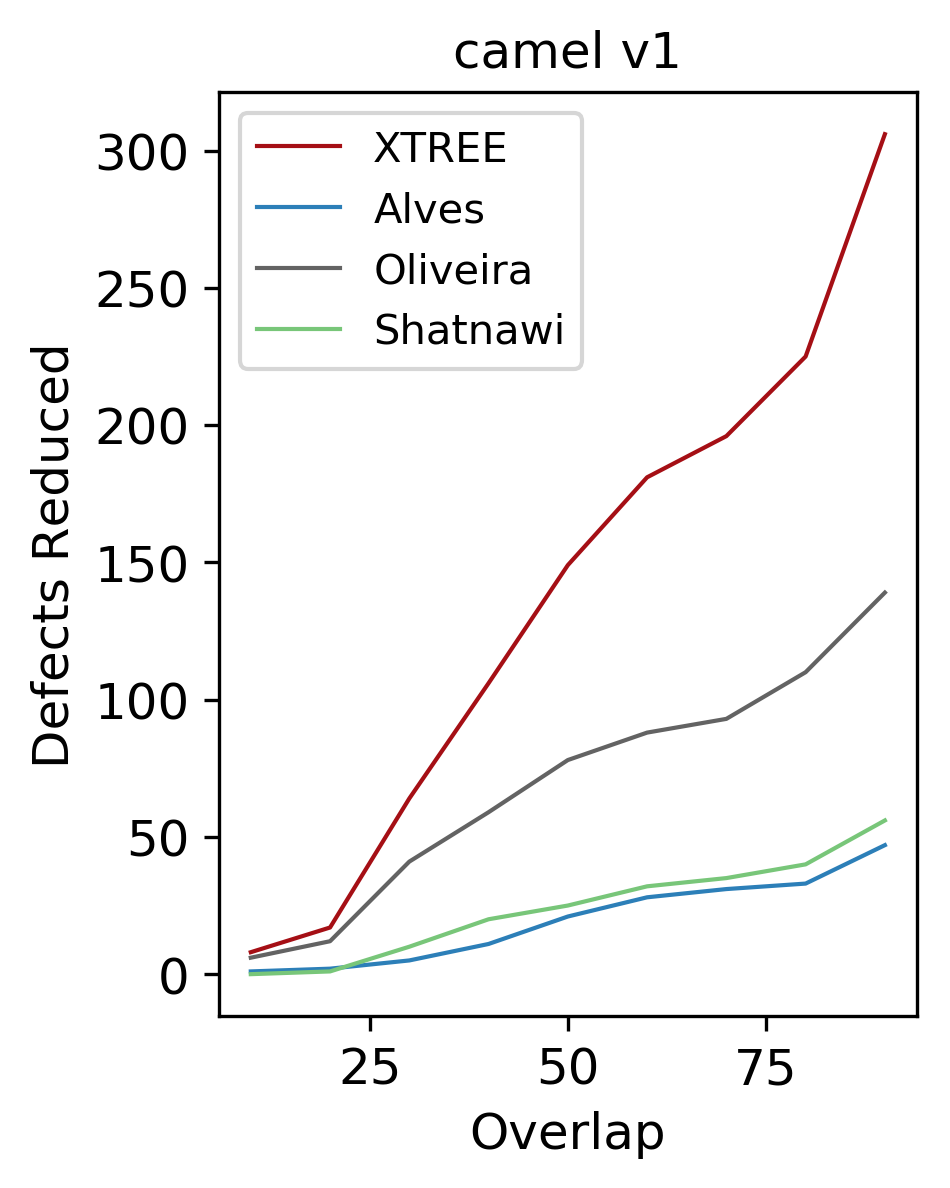 camel v1
XTREE
Alves
Oliveira
Shatnawi
300
250
200
150
100
50
0
Defects Reduced
25 50 75
Overlap